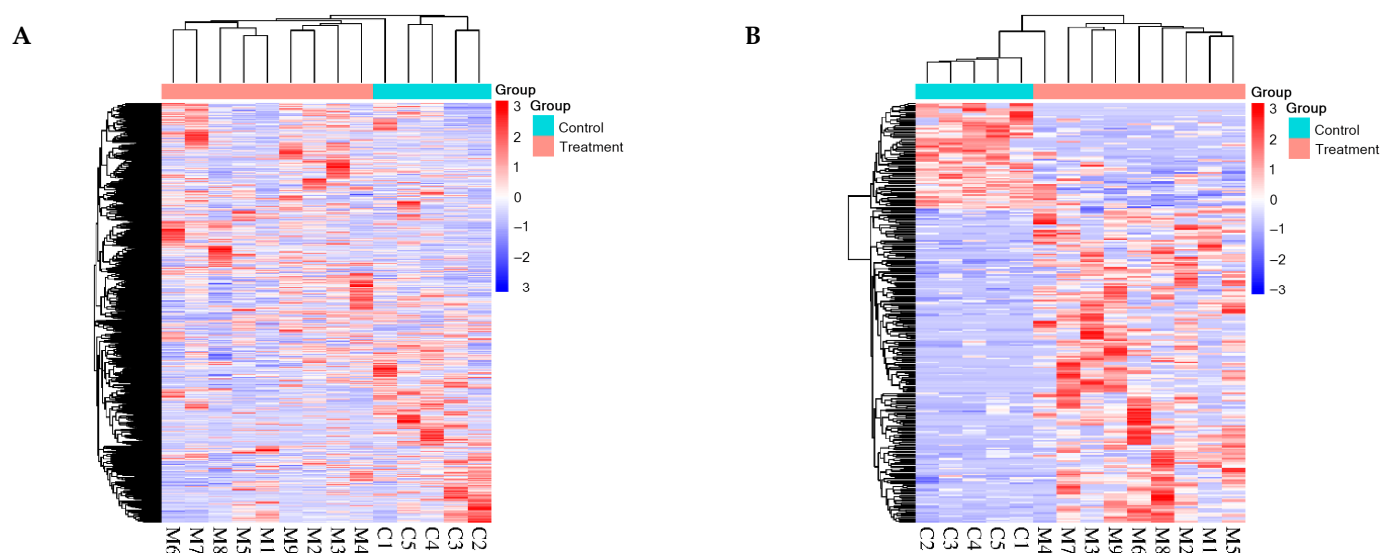 A
Group
3
2
1
0
−1
−2
3
Group
Control
Treatment
M6 M7 M8 M5 M1 M9 M2 M3 M4 C1 C5 C4 C3 C2
B
Group
3
2
1
0
−1
−2
−3
Group
Control
Treatment
C2 C3 C4 C5 C1 M4 M7 M3 M9 M6 M8 M2 M1 M5